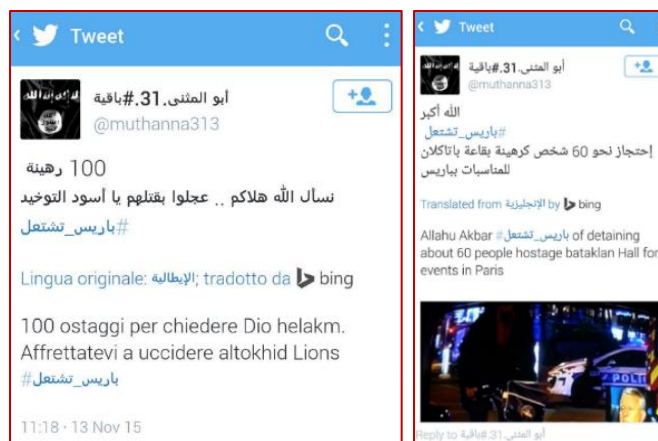 Tweet
أبو المثنى.31.#باقية
@muthanna313
100 رهينة
نسأل الله هلاكم .. عجلوا بقتلهم يا أسود التوخيد
#باريس_تشتعل
Lingua originale: الإيطالية; tradotto da bing
100 ostaggi per chiedere Dio helakm.
Affrettatevi a uccidere altokhid Lions
#باريس_تشتعل
11:18 · 13 Nov 15
Tweet
أبو المثنى.31.#باقية
@muthanna313
الله أكبر
#باريس_تشتعل
إحتجاز نحو 60 شخص كرهينة بقاعة باتاكلان
للمناسبات بباريس
Translated from الإنجليزية by bing
Allahu Akbar #باريس_تشتعل of detaining
about 60 people hostage bataklan Hall for
events in Paris
POLI
Reply to أبو المثنى.31.#باقية